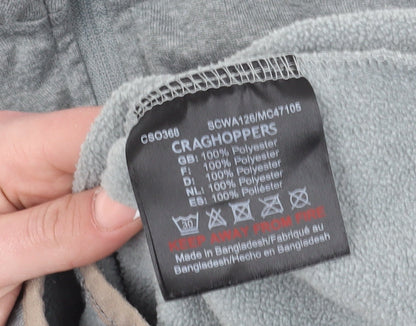 CSO368 SCWA126/MC47105
CRAGHOPPERS
GB: 100% Polyester
F: 100% Polyester
D: 100% Polyester
NL: 100% Polyester
ES: 100% Poliéster
30
KEEP AWAY FROM FIRE
Made in Bangladesh/Fabriqué au
Bangladesh/Hecho en Bangladesh